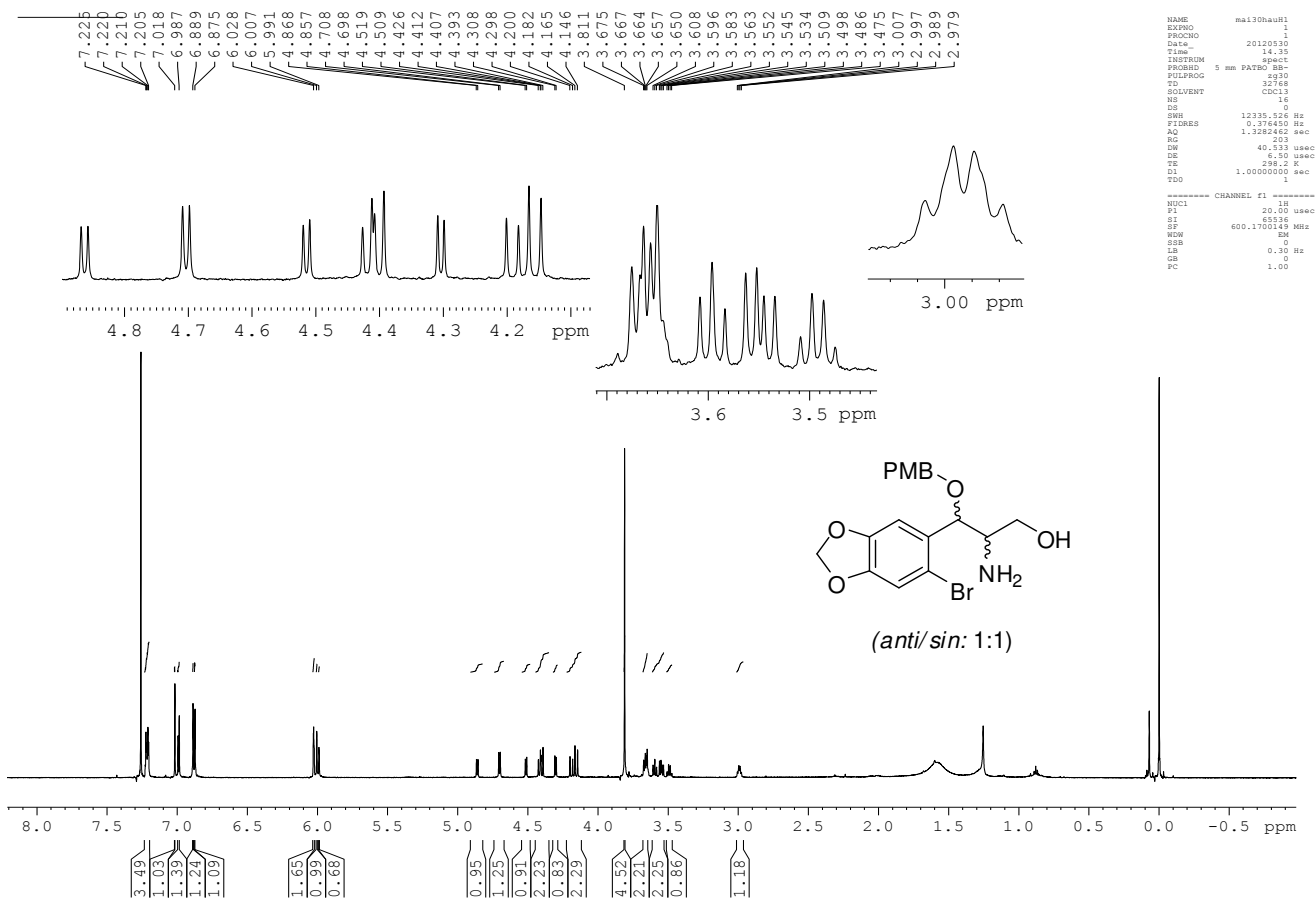 7.225
7.220
7.210
7.205
7.018
6.987
6.889
6.875
6.028
6.007
5.991
4.868
4.857
4.708
4.698
4.519
4.509
4.426
4.412
4.407
4.393
4.308
4.298
4.200
4.182
4.165
4.146
3.811
3.675
3.667
3.664
3.657
3.650
3.608
3.596
3.583
3.563
3.552
3.545
3.534
3.509
3.498
3.486
3.475
3.007
2.997
2.989
2.979
NAME mai30hauH1
EXPNO 1
PROCNO 1
Date_ 20120530
Time 14.35
INSTRUM spect
PROBHD 5 mm PATBO BB-
PULPROG zg30
TD 32768
SOLVENT CDCl3
NS 16
DS 0
SWH 12335.526 Hz
FIDRES 0.376450 Hz
AQ 1.3282462 sec
RG 203
DW 40.533 usec
DE 6.50 usec
TE 298.2 K
D1 1.00000000 sec
TD0 1
======== CHANNEL f1 ========
NUC1 1H
P1 20.00 usec
SI 65536
SF 600.1700149 MHz
WDW EM
SSB 0
LB 0.30 Hz
GB 0
PC 1.00
4.8 4.7 4.6 4.5 4.4 4.3 4.2 ppm
3.6 3.5 ppm
3.00 ppm
PMB
O
O
O
OH
NH2
Br
(anti/sin: 1:1)
8.0 7.5 7.0 6.5 6.0 5.5 5.0 4.5 4.0 3.5 3.0 2.5 2.0 1.5 1.0 0.5 0.0 -0.5 ppm
3.49
1.03
1.39
1.24
1.09
1.65
0.99
0.68
0.95
1.25
0.91
2.23
0.83
2.29
4.52
2.21
2.25
0.86
1.18